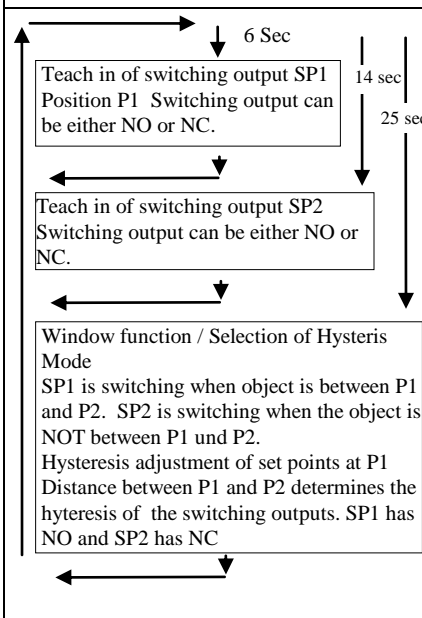 6 Sec
Teach in of switching output SP1
Position P1 Switching output can
be either NO or NC.
14 sec
25 sec
Teach in of switching output SP2
Switching output can be either NO or
NC.
Window function / Selection of Hysteris
Mode
SP1 is switching when object is between P1
and P2. SP2 is switching when the object is
NOT between P1 und P2.
Hysteresis adjustment of set points at P1
Distance between P1 and P2 determines the
hyteresis of the switching outputs. SP1 has
NO and SP2 has NC